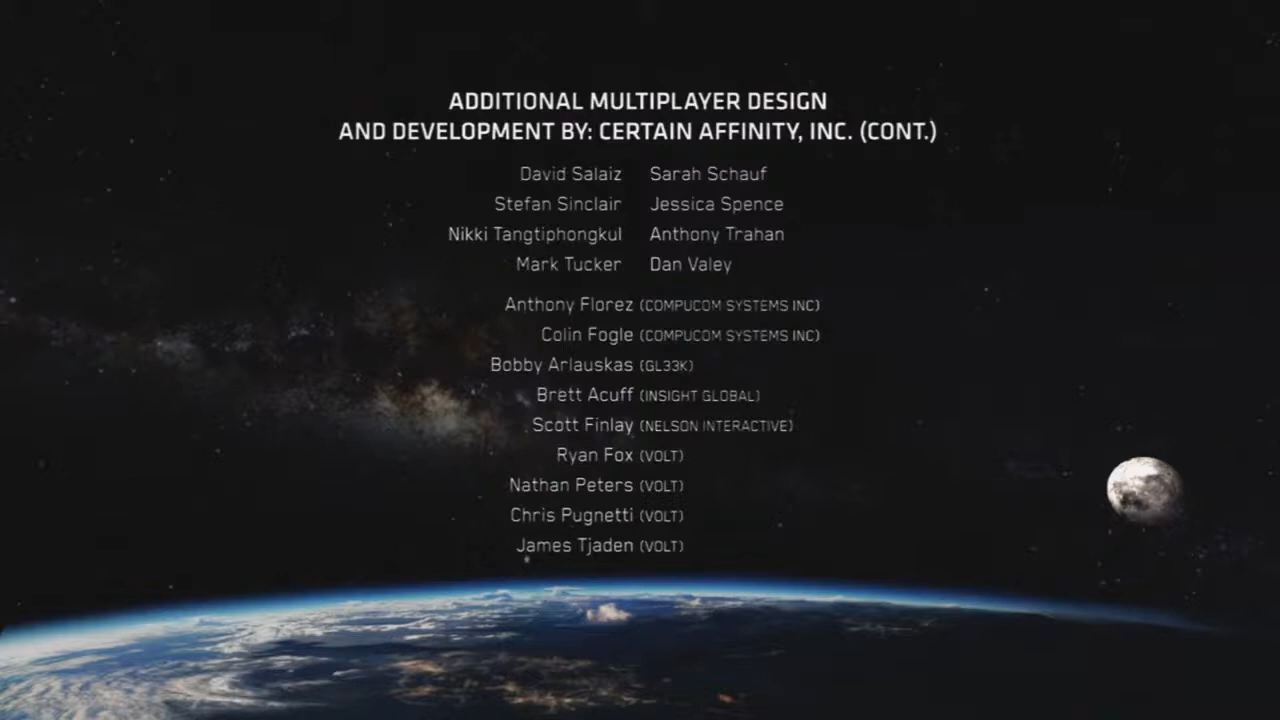 ADDITIONAL MULTIPLAYER DESIGN
AND DEVELOPMENT BY: CERTAIN AFFINITY, INC. (CONT.)
David Salaiz Sarah Schauf
Stefan Sinclair Jessica Spence
Nikki Tangtiphongkul Anthony Trahan
Mark Tucker Dan Valey
Anthony Florez (COMPUCOM SYSTEMS INC)
Colin Fogle (COMPUCOM SYSTEMS INC)
Bobby Arlauskas (GL33K)
Brett Acuff (INSIGHT GLOBAL)
Scott Finlay (NELSON INTERACTIVE)
Ryan Fox (VOLT)
Nathan Peters (VOLT)
Chris Pugnetti (VOLT)
James Tjaden (VOLT)